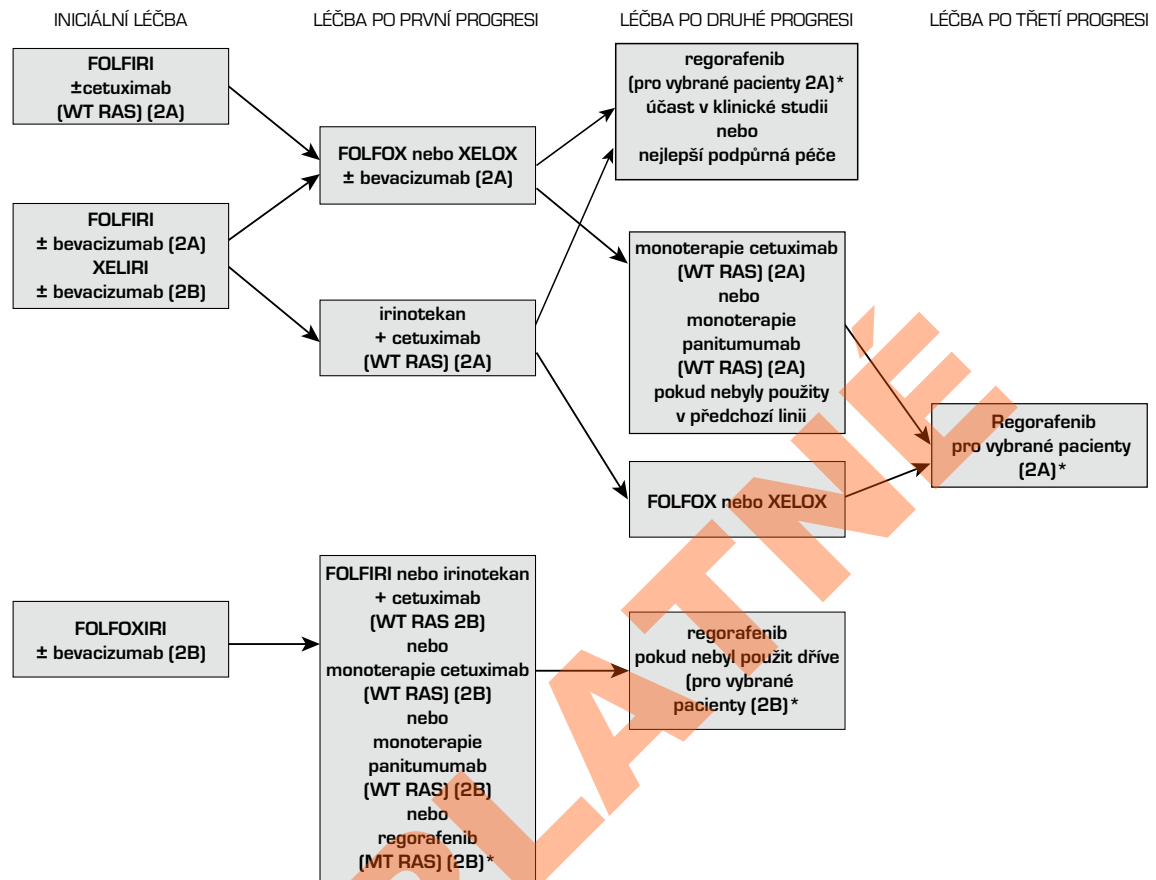 INICIÁLNÍ LÉČBA
LÉČBA PO PRVNÍ PROGRESI
LÉČBA PO DRUHÉ PROGRESI
LÉČBA PO TŘETÍ PROGRESI
FOLFIRI
±cetuximab
(WT RAS) (2A)
FOLFIRI
± bevacizumab (2A)
XELIRI
± bevacizumab (2B)
FOLFOX nebo XELOX
± bevacizumab (2A)
irinotekan
+ cetuximab
(WT RAS) (2A)
regorafenib
(pro vybrané pacienty 2A)*
účast v klinické studii
nebo
nejlepší podpůrná péče
monoterapie cetuximab
(WT RAS) (2A)
nebo
monoterapie
panitumumab
(WT RAS) (2A)
pokud nebyly použity
v předchozí linii
FOLFOX nebo XELOX
Regorafenib
pro vybrané pacienty
(2A)*
FOLFOXIRI
± bevacizumab (2B)
FOLFIRI nebo irinotekan
+ cetuximab
(WT RAS 2B)
nebo
monoterapie cetuximab
(WT RAS) (2B)
nebo
monoterapie
panitumumab
(WT RAS) (2B)
nebo
regorafenib
(MT RAS) (2B)*
regorafenib
pokud nebyl použit dříve
(pro vybrané
pacienty (2B)*
PLATNÉ